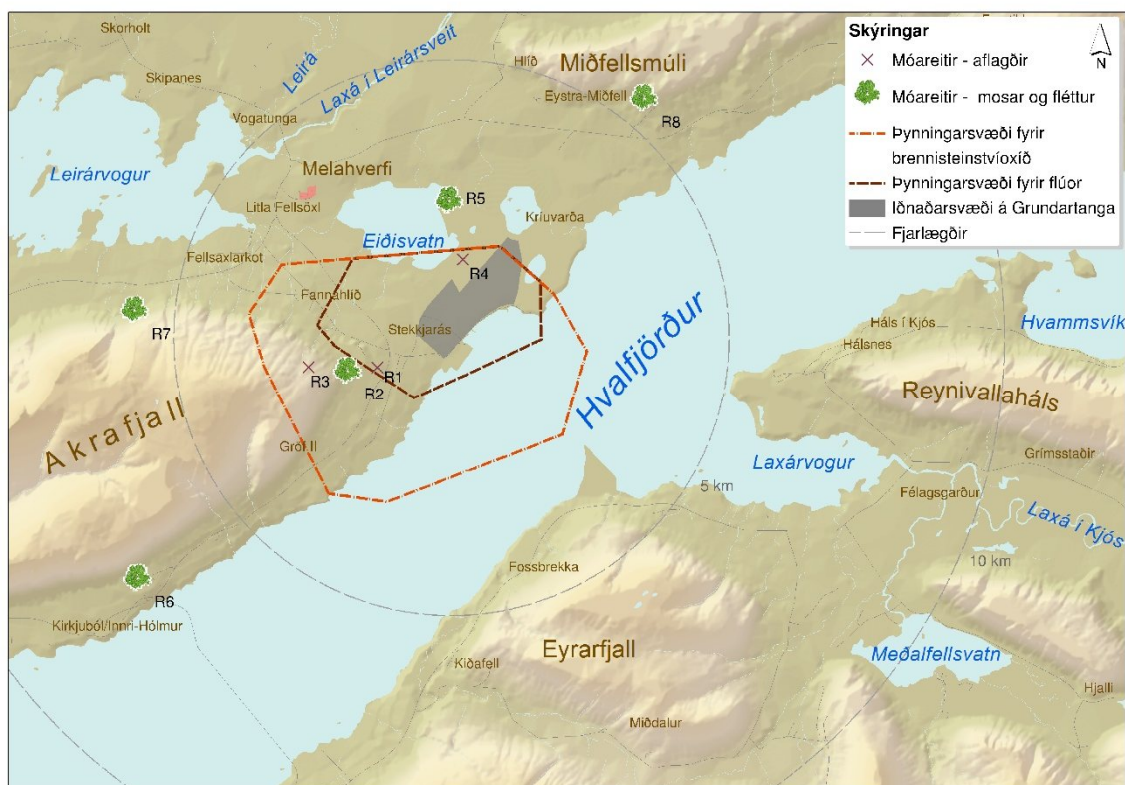 Skorholt
Skipanes
Leirá
Laxá í Leirársveit
Vogatunga
Hlíð
Miðfellsmúli
Eystra-Miðfell
R8
Leirárvogur
Melahverfi
Litla Fellsöxl
R5
Kríuvarða
Eiðisvatn
R4
Fellsaxlarkot
Fannahlíð
Stekkjarás
R7
R3
R1
R2
Akrafjall
Gróf II
Hvalfjörður
Háls í Kjós
Hálsnes
Hvammsvík
Reynivallaháls
Grímsstaðir
Laxárvogur
5 km
Félagsgarður
Laxá í Kjós
10 km
R6
Kirkjuból/Innri-Hólmur
Fossbrekka
Eyrarfjall
Kiðafell
Miðdalur
Meðalfellsvatn
Hjalli
Skýringar
Móareitir - aflagðir
N
Móareitir - mosar og fléttur
Þynningarsvæði fyrir
brennisteinstvíoxíð
Þynningarsvæði fyrir flúor
Iðnaðarsvæði á Grundartanga
Fjarlægðir